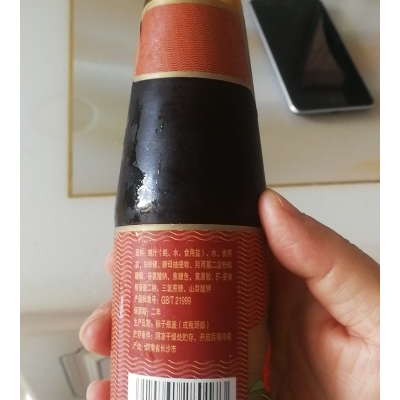 配料：蚝汁(蚝、水、食用盐)、水、食用
品、白砂糖、酵母抽提物、羟丙基二淀粉磷
酸酯、谷氨酸钠、焦糖色、黄原胶、5'-呈味
核苷酸二钠、三氯蔗糖、山梨酸钾
产品标准号：GB/T 21999
保质期：二年
生产日期：标于瓶盖(或瓶颈部)
贮存条件：阴凉干燥处贮存，开启后需冷藏
产地：湖南省长沙市